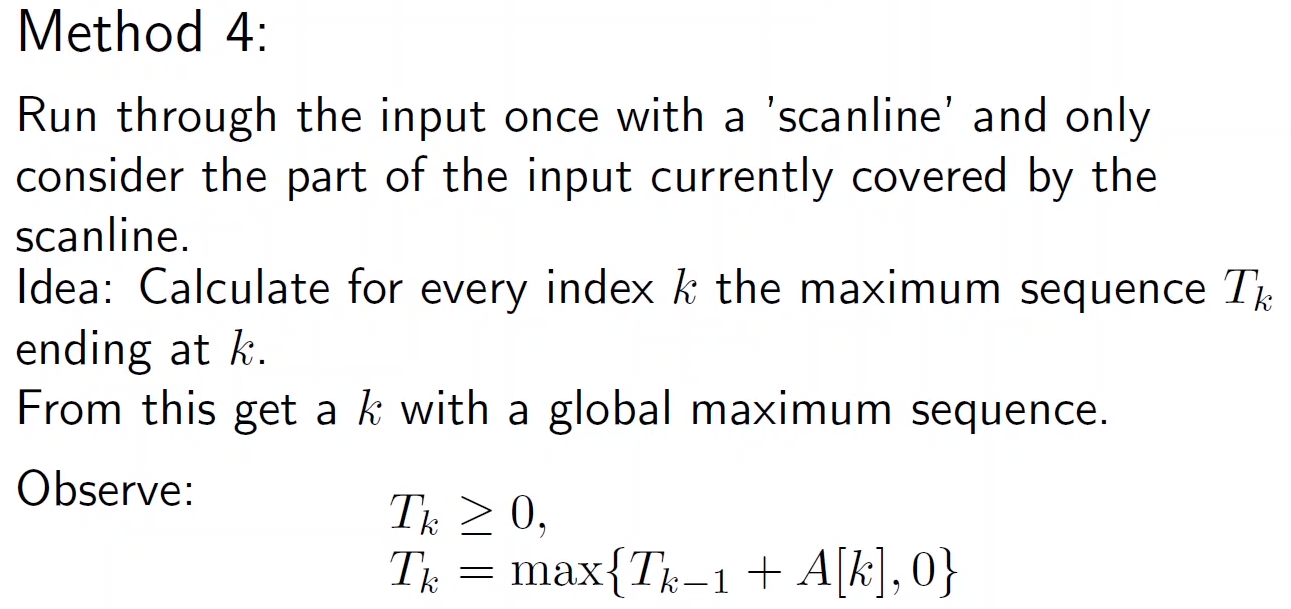 Method 4:
Run through the input once with a 'scanline' and only
consider the part of the input currently covered by the
scanline.
Idea: Calculate for every index k the maximum sequence T_k
ending at k.
From this get a k with a global maximum sequence.
Observe:
T_k ≥ 0,
T_k = max{T_{k−1} + A[k], 0}